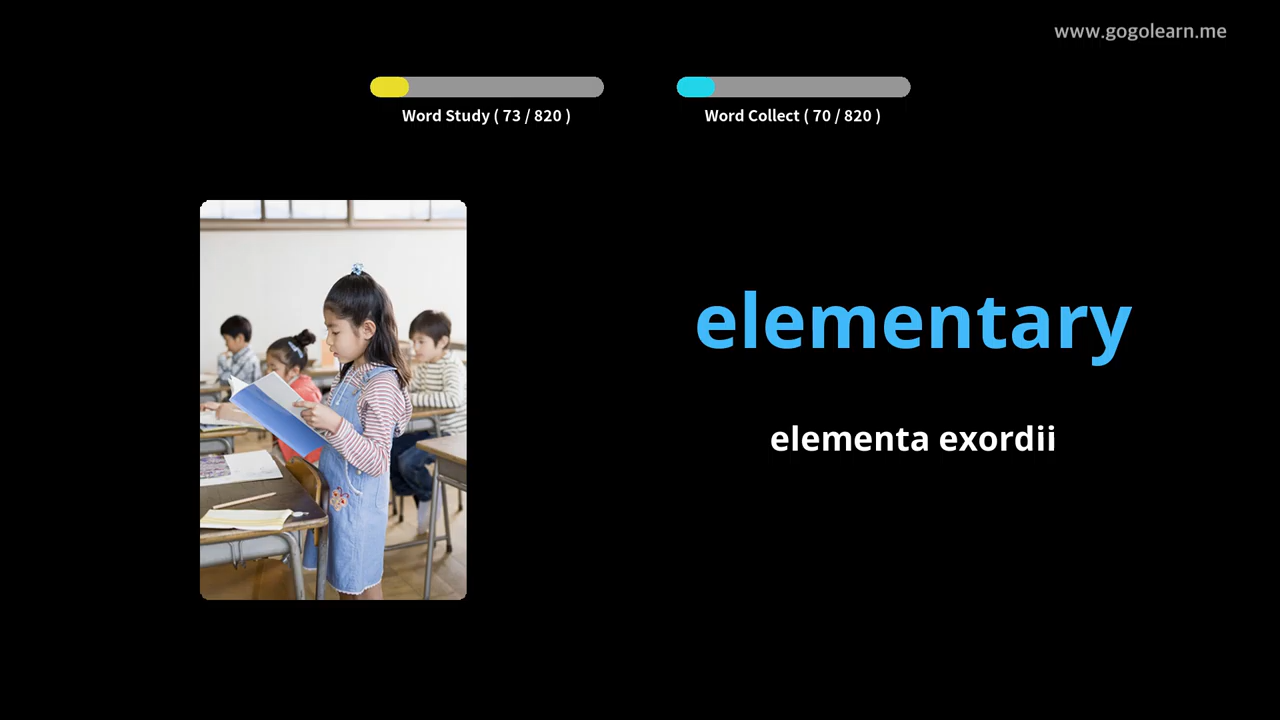 www.gogolearn.me
Word Study ( 73 / 820 )
Word Collect ( 70 / 820 )
elementary
elementa exordii